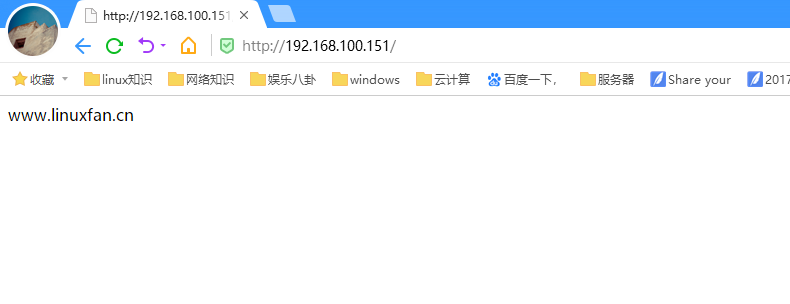 http://192.168.100.151
http://192.168.100.151/
收藏 linux知识 网络知识 娱乐八卦 windows 云计算 百度一下， 服务器 Share your 2017
www.linuxfan.cn